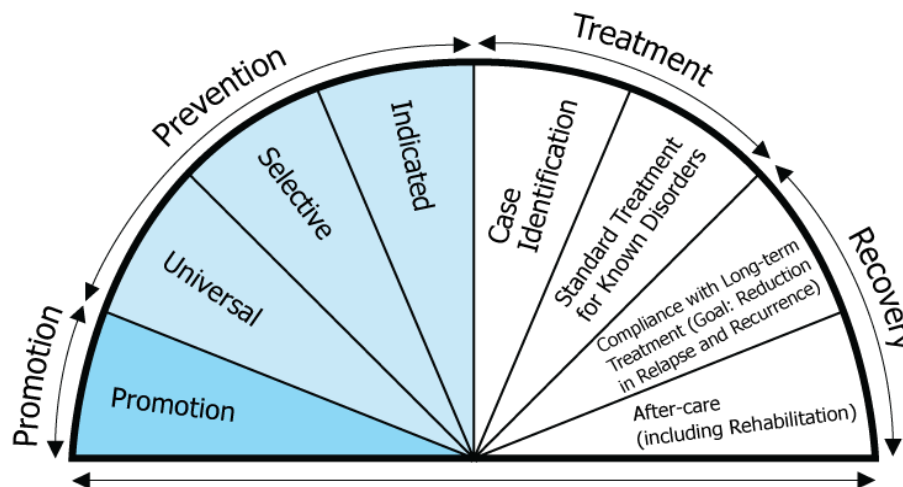 Promotion
Prevention
Treatment
Recovery
Promotion
Universal
Selective
Indicated
Case
Identification
Standard Treatment
for Known Disorders
Compliance with Long-term
Treatment (Goal: Reduction
in Relapse and Recurrence)
After-care
(including Rehabilitation)